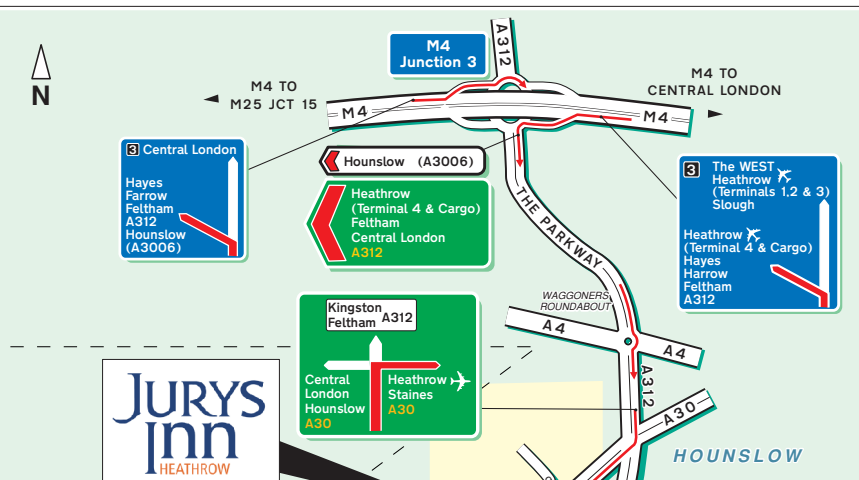 M4
Junction 3
A312
N
M4 TO
M25 JCT 15
M4 TO
CENTRAL LONDON
M4
M4
3 Central London
Hayes
Farrow
Feltham
A312
Hounslow
(A3006)
Hounslow (A3006)
Heathrow
(Terminal 4 & Cargo)
Feltham
Central London
A312
3 The WEST
Heathrow
(Terminals 1,2 & 3)
Slough
Heathrow
(Terminal 4 & Cargo)
Hayes
Harrow
Feltham
A312
THE PARKWAY
WAGGONERS
ROUNDABOUT
A4
A4
Kingston
Feltham A312
Central
London
Hounslow
A30
Heathrow
Staines
A30
A312
A30
HOUNSLOW
JURYS
Inn
HEATHROW